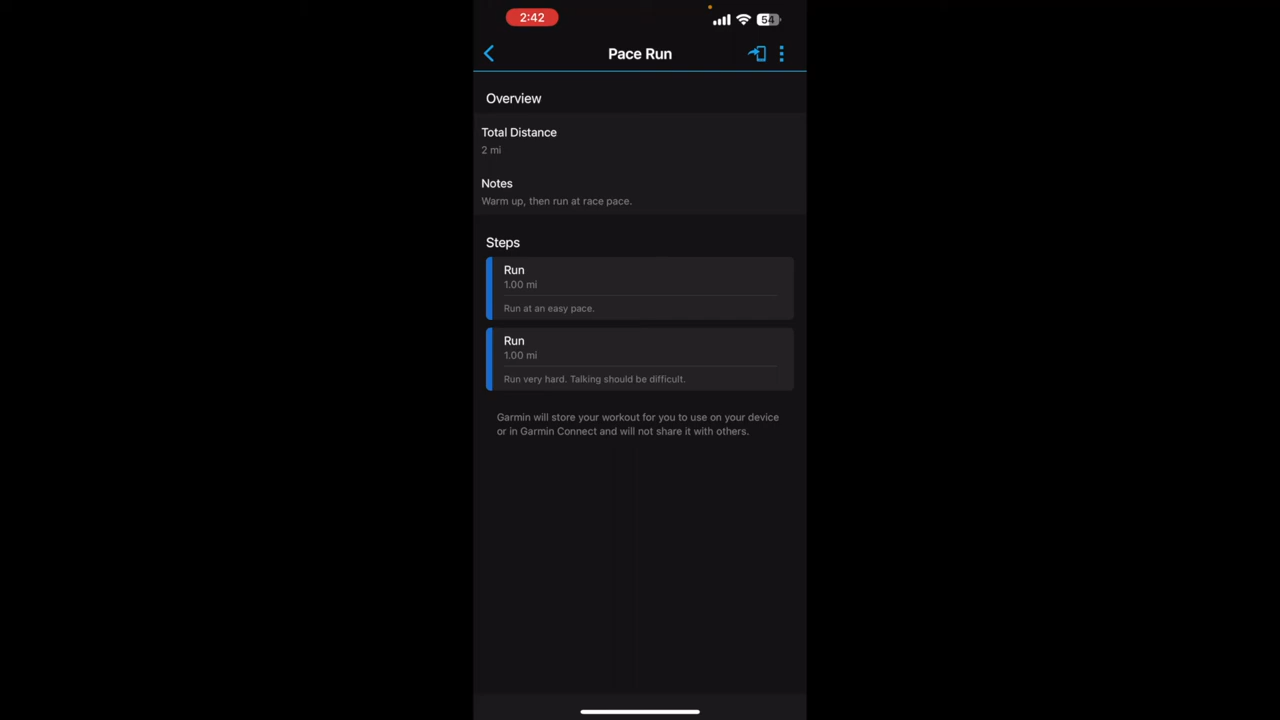 2:42
54
Pace Run
Overview
Total Distance
2 mi
Notes
Warm up, then run at race pace.
Steps
Run
1.00 mi
Run at an easy pace.
Run
1.00 mi
Run very hard. Talking should be difficult.
Garmin will store your workout for you to use on your device
or in Garmin Connect and will not share it with others.